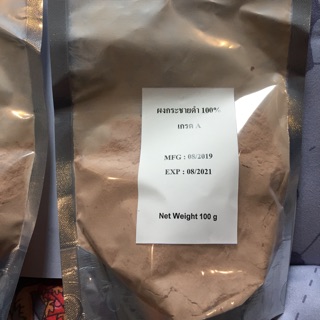 ผงกระชายดำ 100%
เกรด A
MFG : 08/2019
EXP : 08/2021
Net Weight 100 g